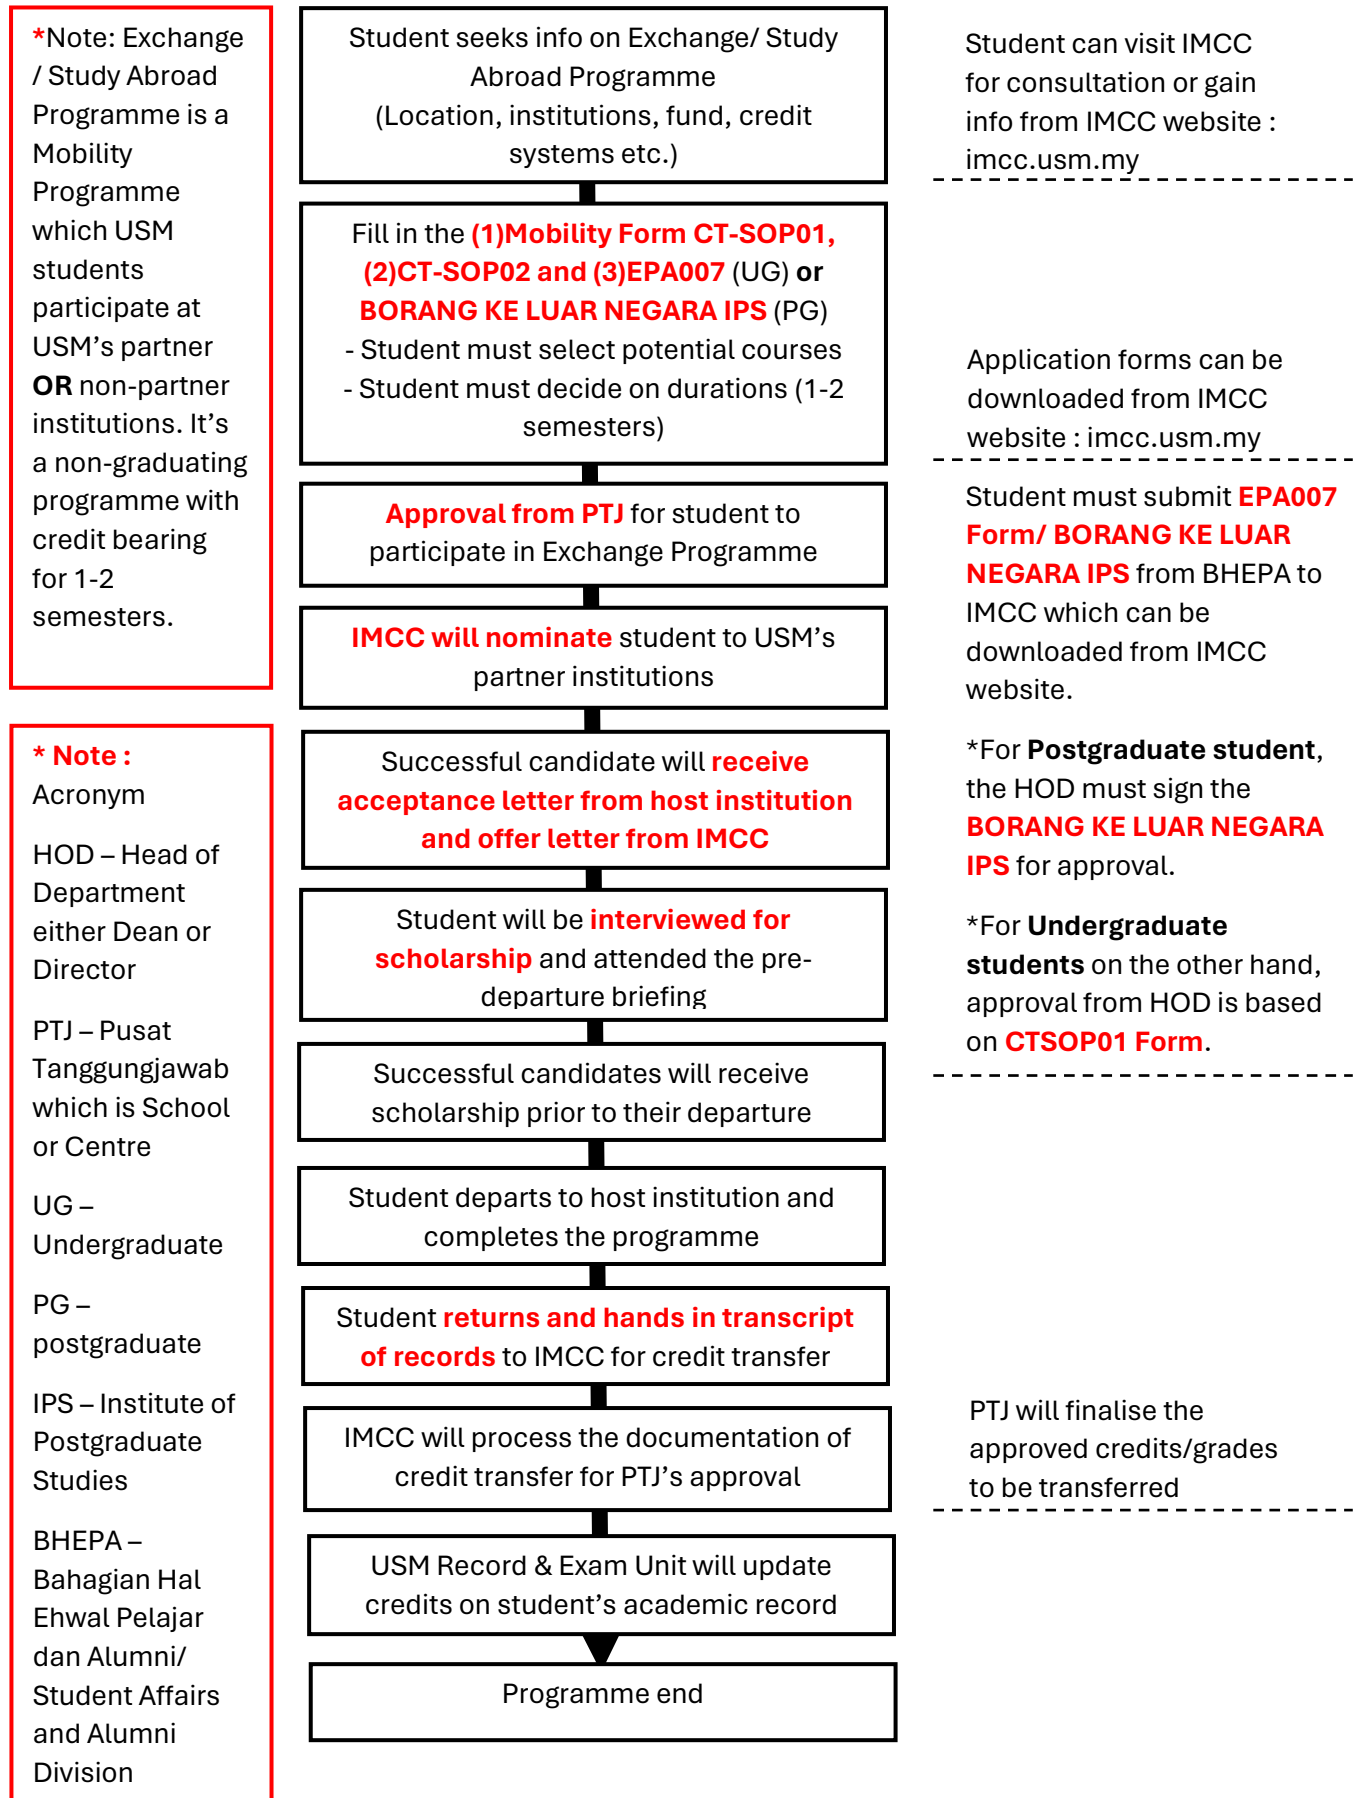 *Note: Exchange
/ Study Abroad
Programme is a
Mobility
Programme
which USM
students
participate at
USM’s partner
OR non-partner
institutions. It’s
a non-graduating
programme with
credit bearing
for 1-2
semesters.
* Note :
Acronym
HOD – Head of
Department
either Dean or
Director
PTJ – Pusat
Tanggungjawab
which is School
or Centre
UG –
Undergraduate
PG –
postgraduate
IPS – Institute of
Postgraduate
Studies
BHEPA –
Bahagian Hal
Ehwal Pelajar
dan Alumni/
Student Affairs
and Alumni
Division
Student seeks info on Exchange/ Study
Abroad Programme
(Location, institutions, fund, credit
systems etc.)
Fill in the (1)Mobility Form CT-SOP01,
(2)CT-SOP02 and (3)EPA007 (UG) or
BORANG KE LUAR NEGARA IPS (PG)
- Student must select potential courses
- Student must decide on durations (1-2
semesters)
Approval from PTJ for student to
participate in Exchange Programme
IMCC will nominate student to USM’s
partner institutions
Successful candidate will receive
acceptance letter from host institution
and offer letter from IMCC
Student will be interviewed for
scholarship and attended the pre-
departure briefing
Successful candidates will receive
scholarship prior to their departure
Student departs to host institution and
completes the programme
Student returns and hands in transcript
of records to IMCC for credit transfer
IMCC will process the documentation of
credit transfer for PTJ’s approval
USM Record & Exam Unit will update
credits on student’s academic record
Programme end
Student can visit IMCC
for consultation or gain
info from IMCC website :
imcc.usm.my
Application forms can be
downloaded from IMCC
website : imcc.usm.my
Student must submit EPA007
Form/ BORANG KE LUAR
NEGARA IPS from BHEPA to
IMCC which can be
downloaded from IMCC
website.
*For Postgraduate student,
the HOD must sign the
BORANG KE LUAR NEGARA
IPS for approval.
*For Undergraduate
students on the other hand,
approval from HOD is based
on CTSOP01 Form.
PTJ will finalise the
approved credits/grades
to be transferred